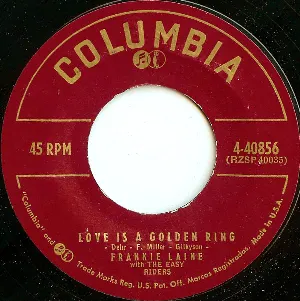 COLUMBIA
45 RPM
4-40856
(RZSP 40035)
LOVE IS A GOLDEN RING
- Dehr - F. Miller - Gilkyson -
FRANKIE LAINE
with THE EASY
RIDERS
"Columbia" and Trade Marks Reg. U.S. Pat. Off. Marcas Registradas. Made in U.S.A.